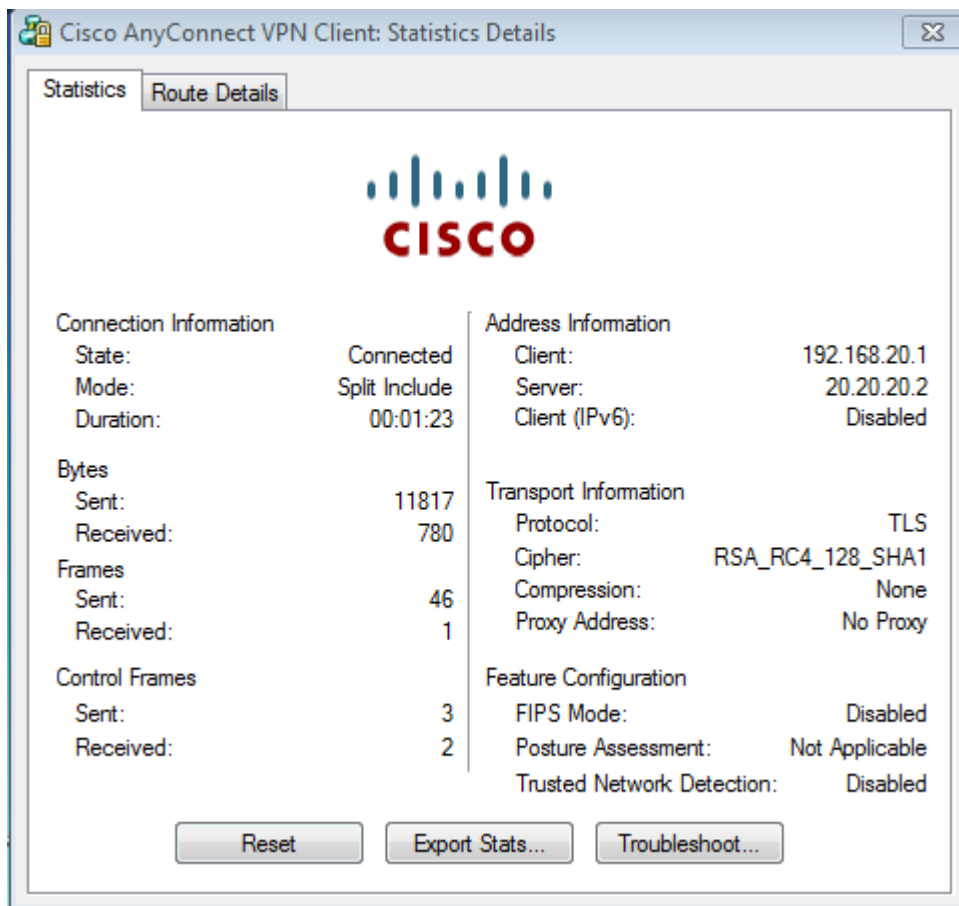 Cisco AnyConnect VPN Client: Statistics Details
Statistics
Route Details
CISCO
Connection Information
State: Connected
Mode: Split Include
Duration: 00:01:23
Bytes
Sent: 11817
Received: 780
Frames
Sent: 46
Received: 1
Control Frames
Sent: 3
Received: 2
Address Information
Client: 192.168.20.1
Server: 20.20.20.2
Client (IPv6): Disabled
Transport Information
Protocol: TLS
Cipher: RSA_RC4_128_SHA1
Compression: None
Proxy Address: No Proxy
Feature Configuration
FIPS Mode: Disabled
Posture Assessment: Not Applicable
Trusted Network Detection: Disabled
Reset
Export Stats...
Troubleshoot...